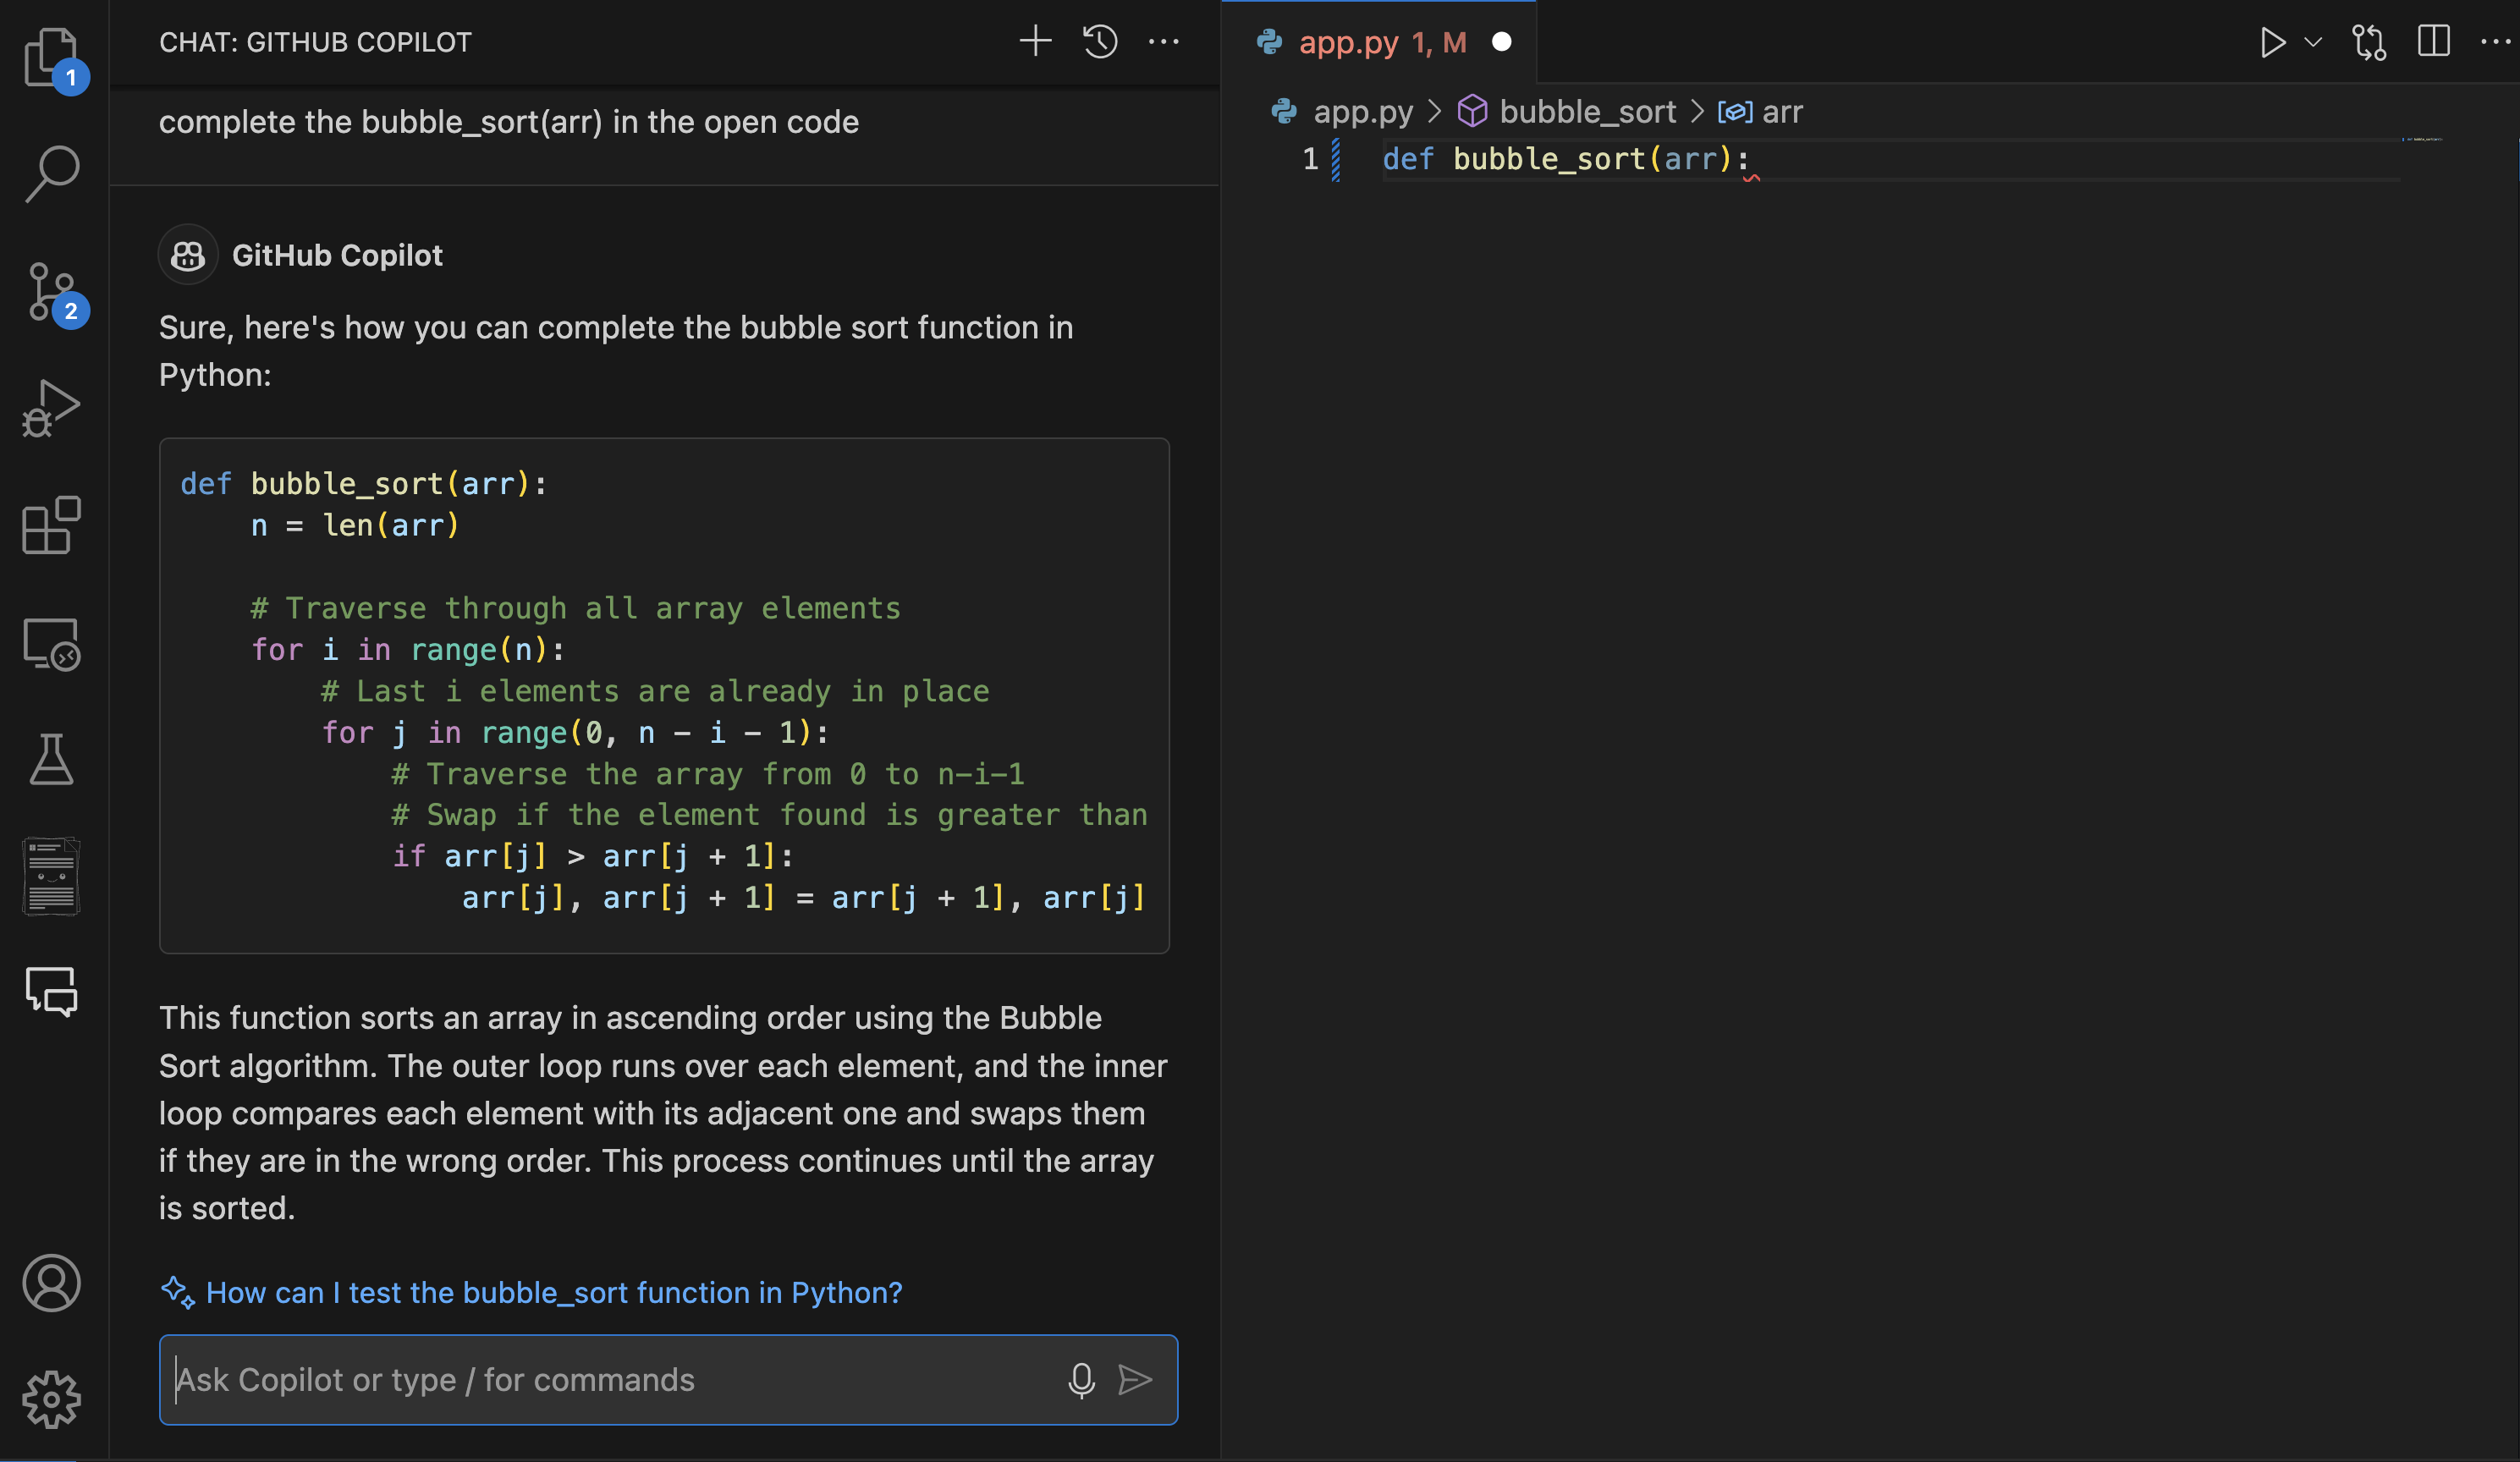 1
2
CHAT: GITHUB COPILOT
complete the bubble_sort(arr) in the open code
GitHub Copilot
Sure, here's how you can complete the bubble sort function in
Python:
def bubble_sort(arr):
    n = len(arr)
    # Traverse through all array elements
    for i in range(n):
        # Last i elements are already in place
        for j in range(0, n - i - 1):
            # Traverse the array from 0 to n-i-1
            # Swap if the element found is greater than
            if arr[j] > arr[j + 1]:
                arr[j], arr[j + 1] = arr[j + 1], arr[j]
This function sorts an array in ascending order using the Bubble
Sort algorithm. The outer loop runs over each element, and the inner
loop compares each element with its adjacent one and swaps them
if they are in the wrong order. This process continues until the array
is sorted.
How can I test the bubble_sort function in Python?
Ask Copilot or type / for commands
app.py 1, M
app.py > bubble_sort > arr
1 def bubble_sort(arr):